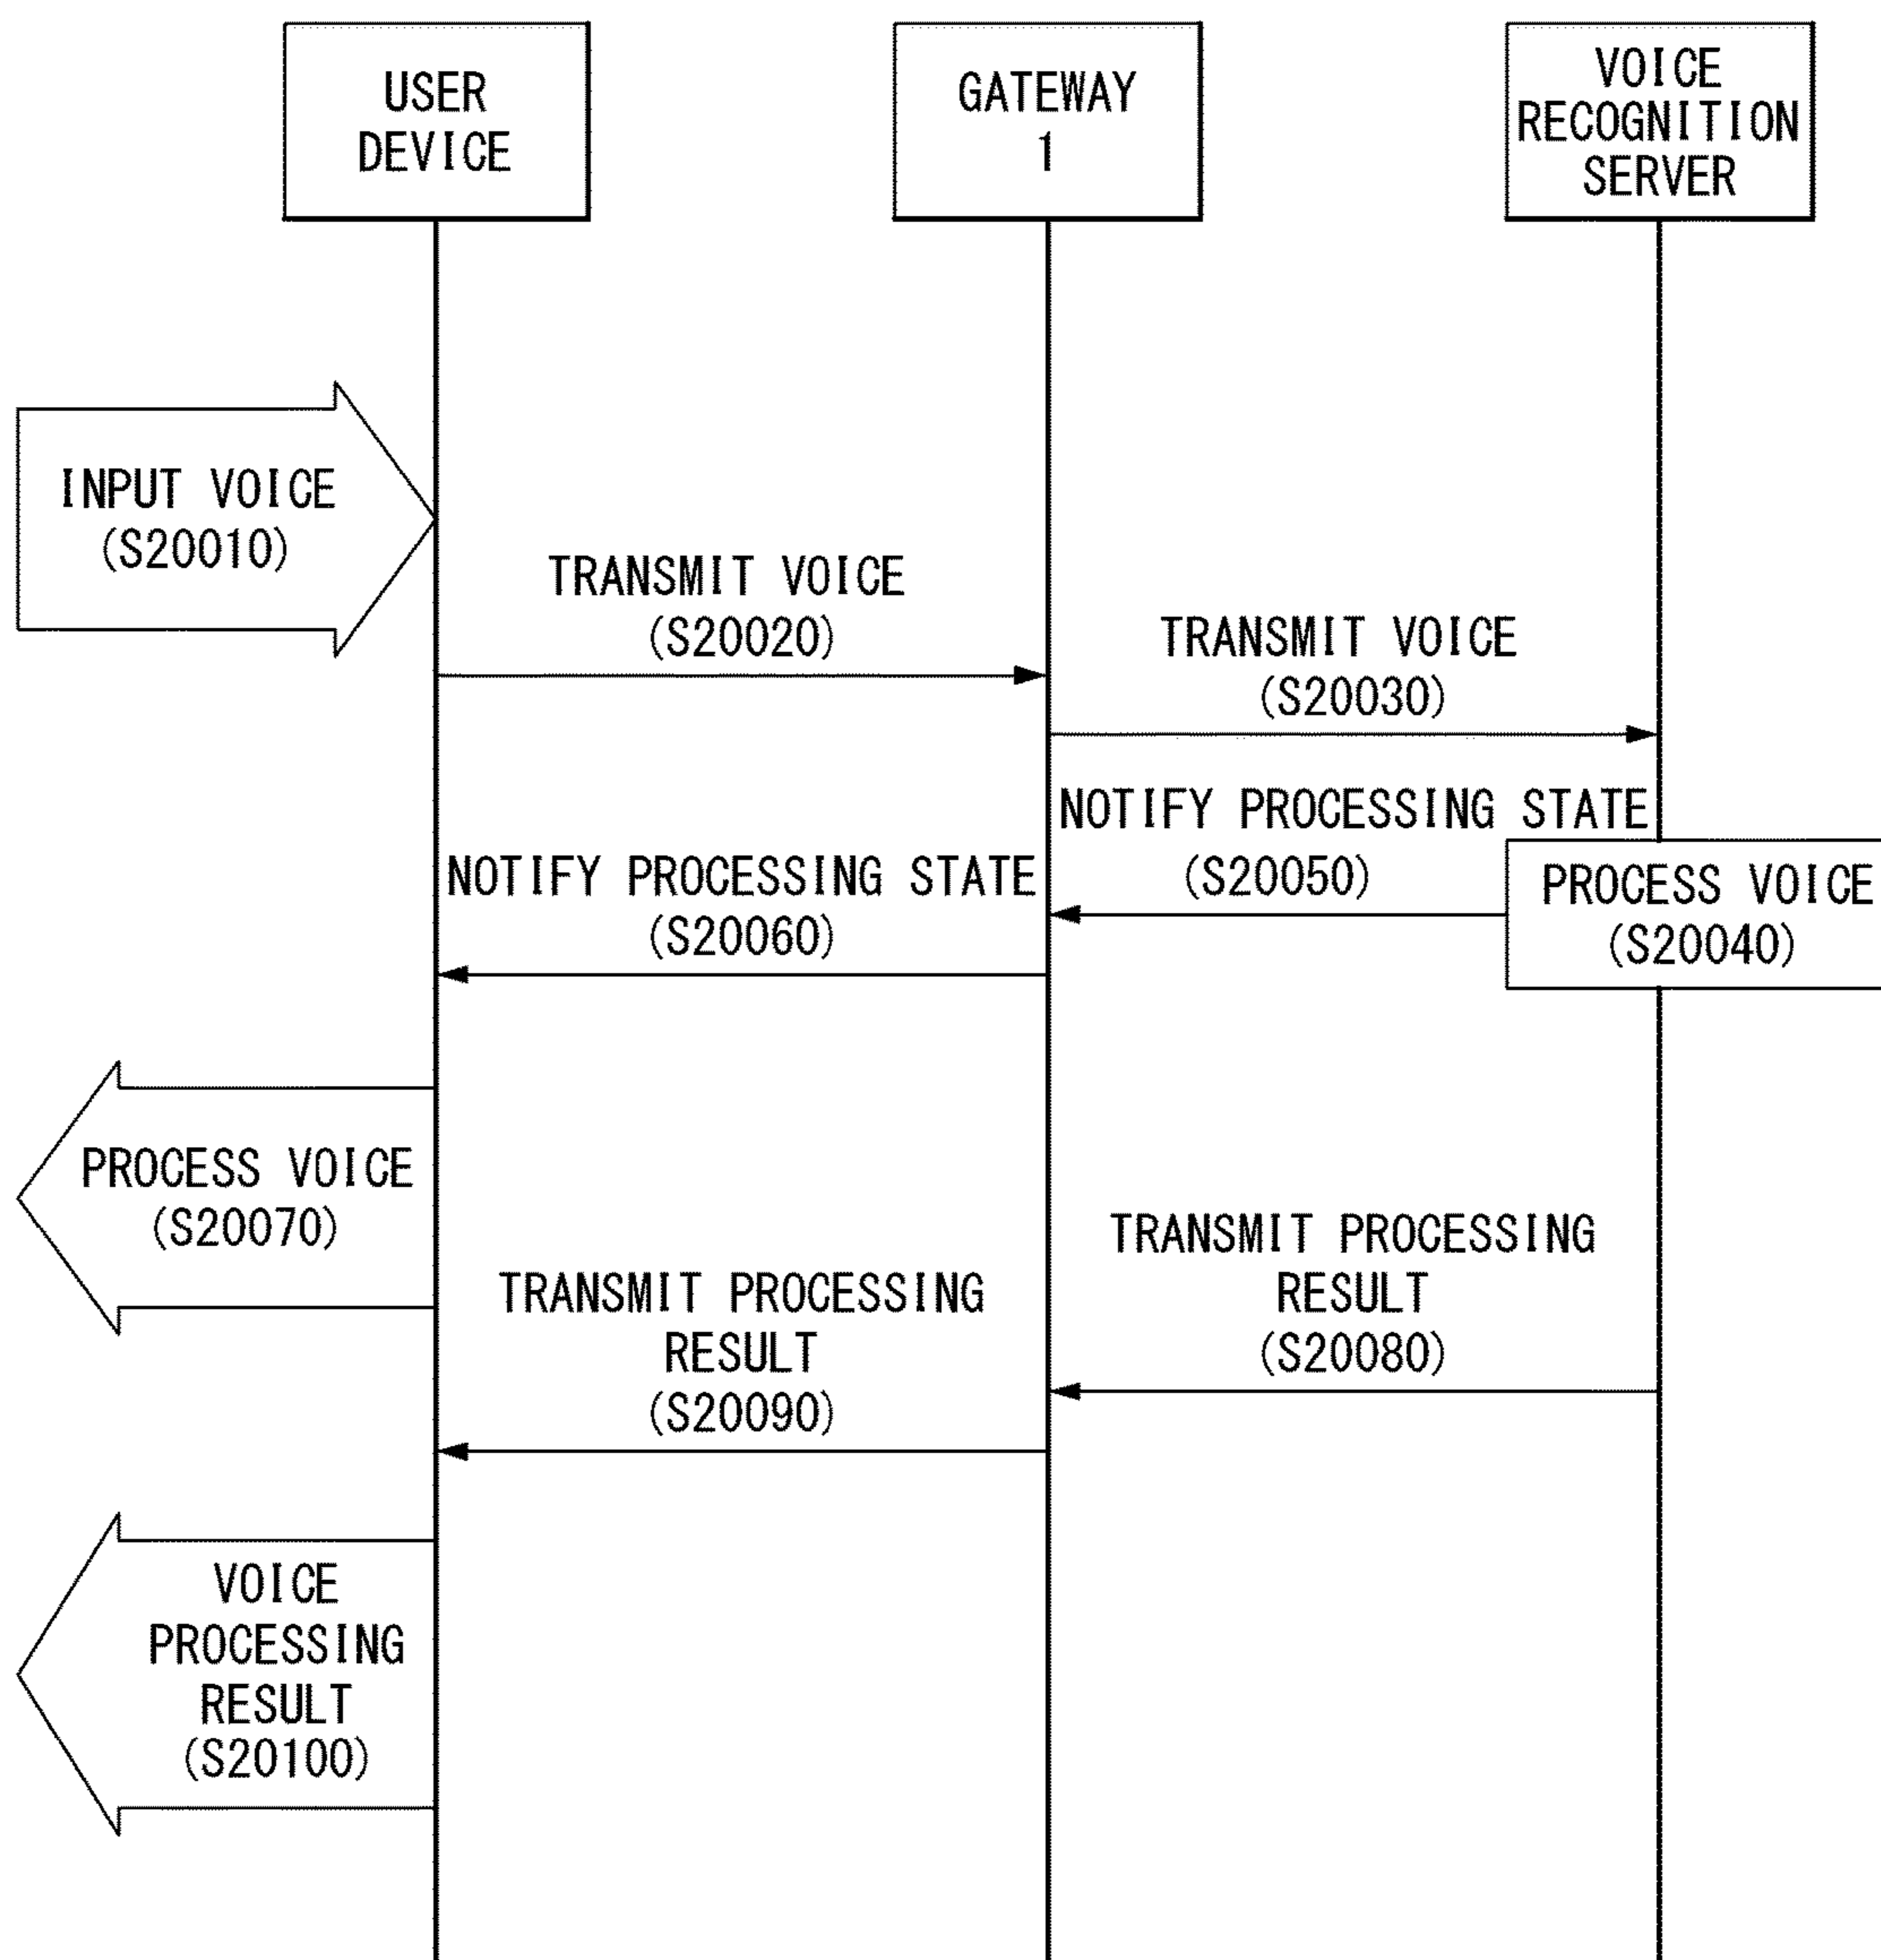 USER
DEVICE
GATEWAY
1
VOICE
RECOGNITION
SERVER
INPUT VOICE
(S20010)
TRANSMIT VOICE
(S20020)
TRANSMIT VOICE
(S20030)
NOTIFY PROCESSING STATE
(S20050)
PROCESS VOICE
(S20040)
NOTIFY PROCESSING STATE
(S20060)
PROCESS VOICE
(S20070)
TRANSMIT PROCESSING
RESULT
(S20080)
TRANSMIT PROCESSING
RESULT
(S20090)
VOICE
PROCESSING
RESULT
(S20100)